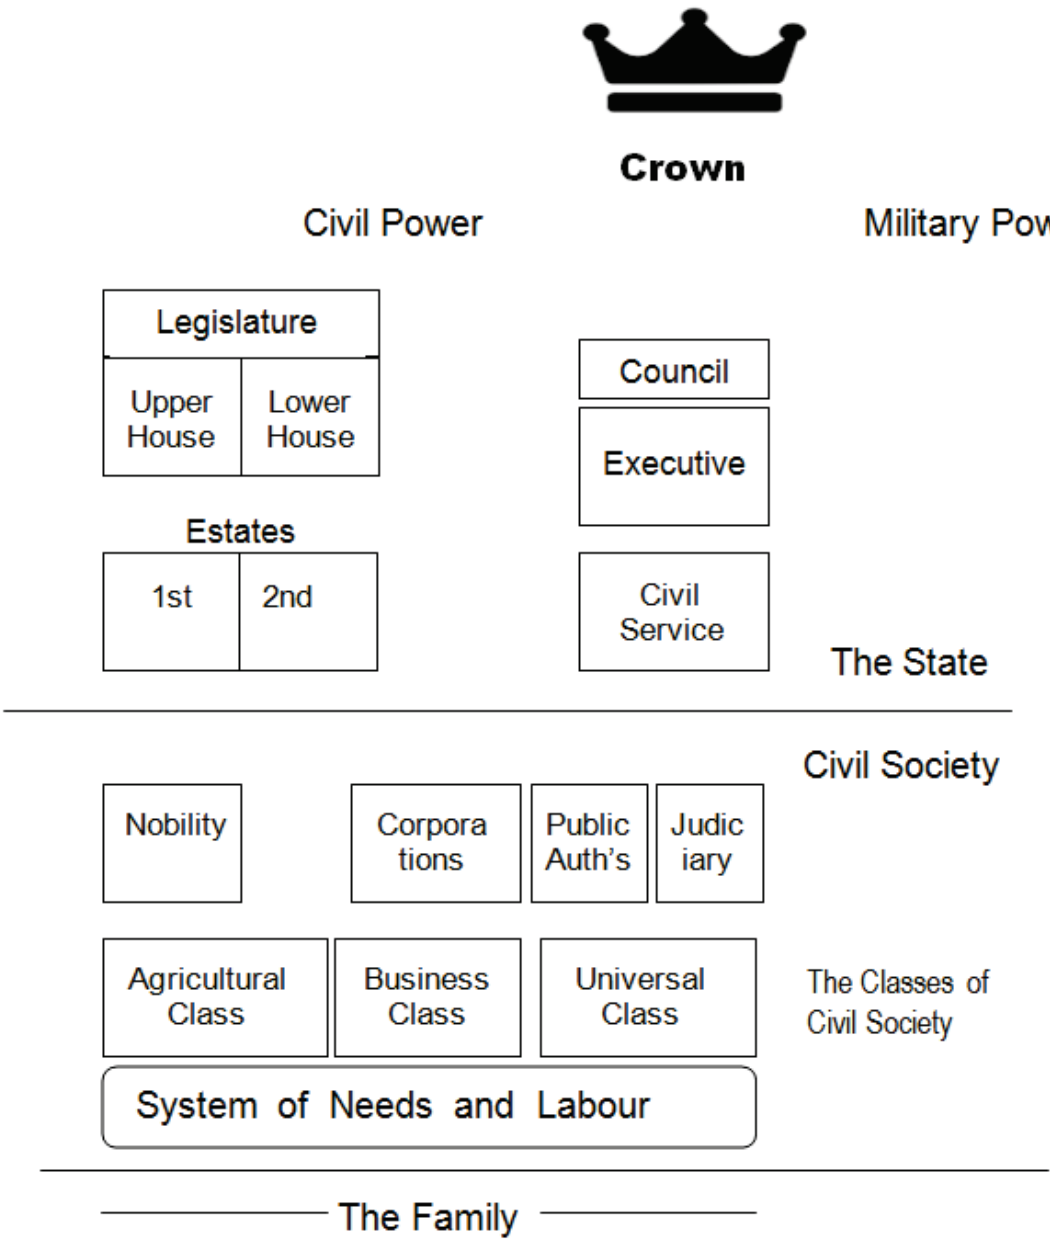 Crown
Civil Power
Military Pow
Legislature
Upper
House
Lower
House
Council
Executive
Estates
1st
2nd
Civil
Service
The State
Civil Society
Nobility
Corpora
tions
Public
Auth's
Judic
iary
Agricultural
Class
Business
Class
Universal
Class
The Classes of
Civil Society
System of Needs and Labour
The Family